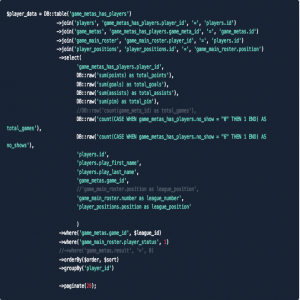 $player_data = DB::table('game_metas_has_players')
->join('players', 'game_metas_has_players.player_id', '=', 'players.id')
->join('game_metas', 'game_metas_has_players.game_meta_id', '=', 'game_metas.id')
->join('game_main_roster', 'game_main_roster.player_id', '=', 'players.id')
->join('player_positions', 'player_positions.id', '=', 'game_main_roster.position')
->select(
'game_metas_has_players.player_id',
DB::raw('sum(points) as total_points'),
DB::raw('sum(goals) as total_goals'),
DB::raw('sum(assists) as total_assists'),
DB::raw('sum(pim) as total_pim'),
//DB::raw('count(game_meta_id) as total_games'),
DB::raw('count(CASE WHEN game_metas_has_players.no_show = "0" THEN 1 END) AS
total_games'),
DB::raw('count(CASE WHEN game_metas_has_players.no_show = "1" THEN 1 END) AS
no_shows'),
'players.id',
'players.play_first_name',
'players.play_last_name',
'game_metas.game_id',
//'game_main_roster.position as league_position',
'game_main_roster.number as league_number',
'player_positions.position as league_position'
)
->where('game_metas.game_id', $league_id)
->where('game_main_roster.player_status', 1)
//->where('game_metas.result', '>', 0)
->orderBy($order, $sort)
->groupBy('player_id')
->paginate(20);